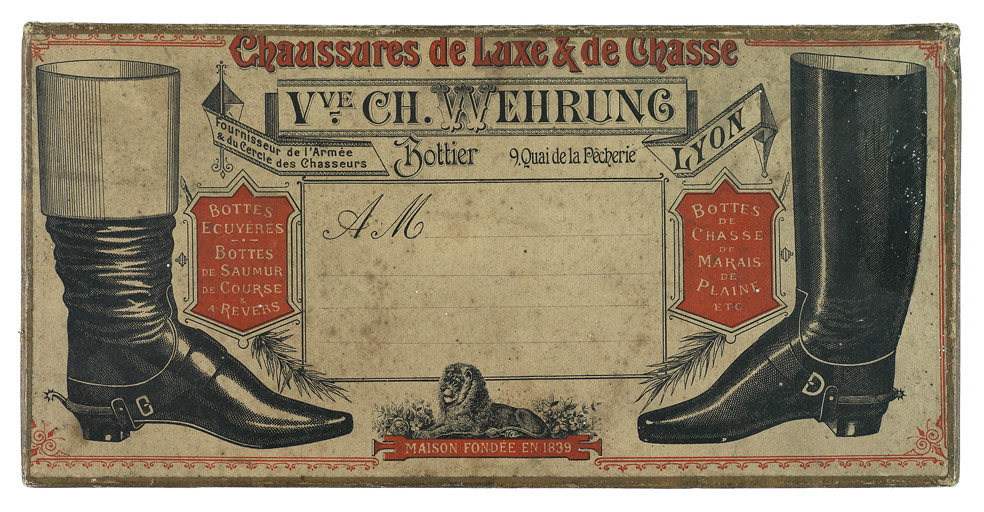 Chaussures de Luxe & de Chasse
VVE CH. WEHRUNG
Fournisseur de l'Armée
& du Cercle des Chasseurs
Bottier
9, Quai de la Pêcherie
LYON
BOTTES
ECUYÈRES
BOTTES
DE SAUMUR
DE COURSE
&
A REVERS
A M
BOTTES
DE
CHASSE
DE
MARAIS
DE
PLAINE
ETC
G
D
MAISON FONDÉE EN 1839